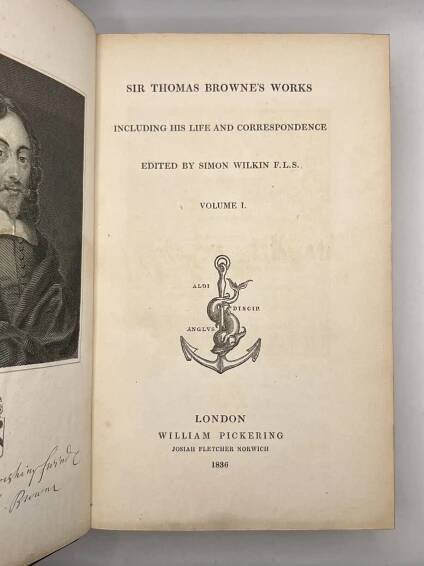 SIR THOMAS BROWNE'S WORKS
INCLUDING HIS LIFE AND CORRESPONDENCE
EDITED BY SIMON WILKIN F.L.S.
VOLUME I.
ALDI
DISCIP.
ANGLVS
LONDON
WILLIAM PICKERING
JOSIAH FLETCHER NORWICH
1836
Browne